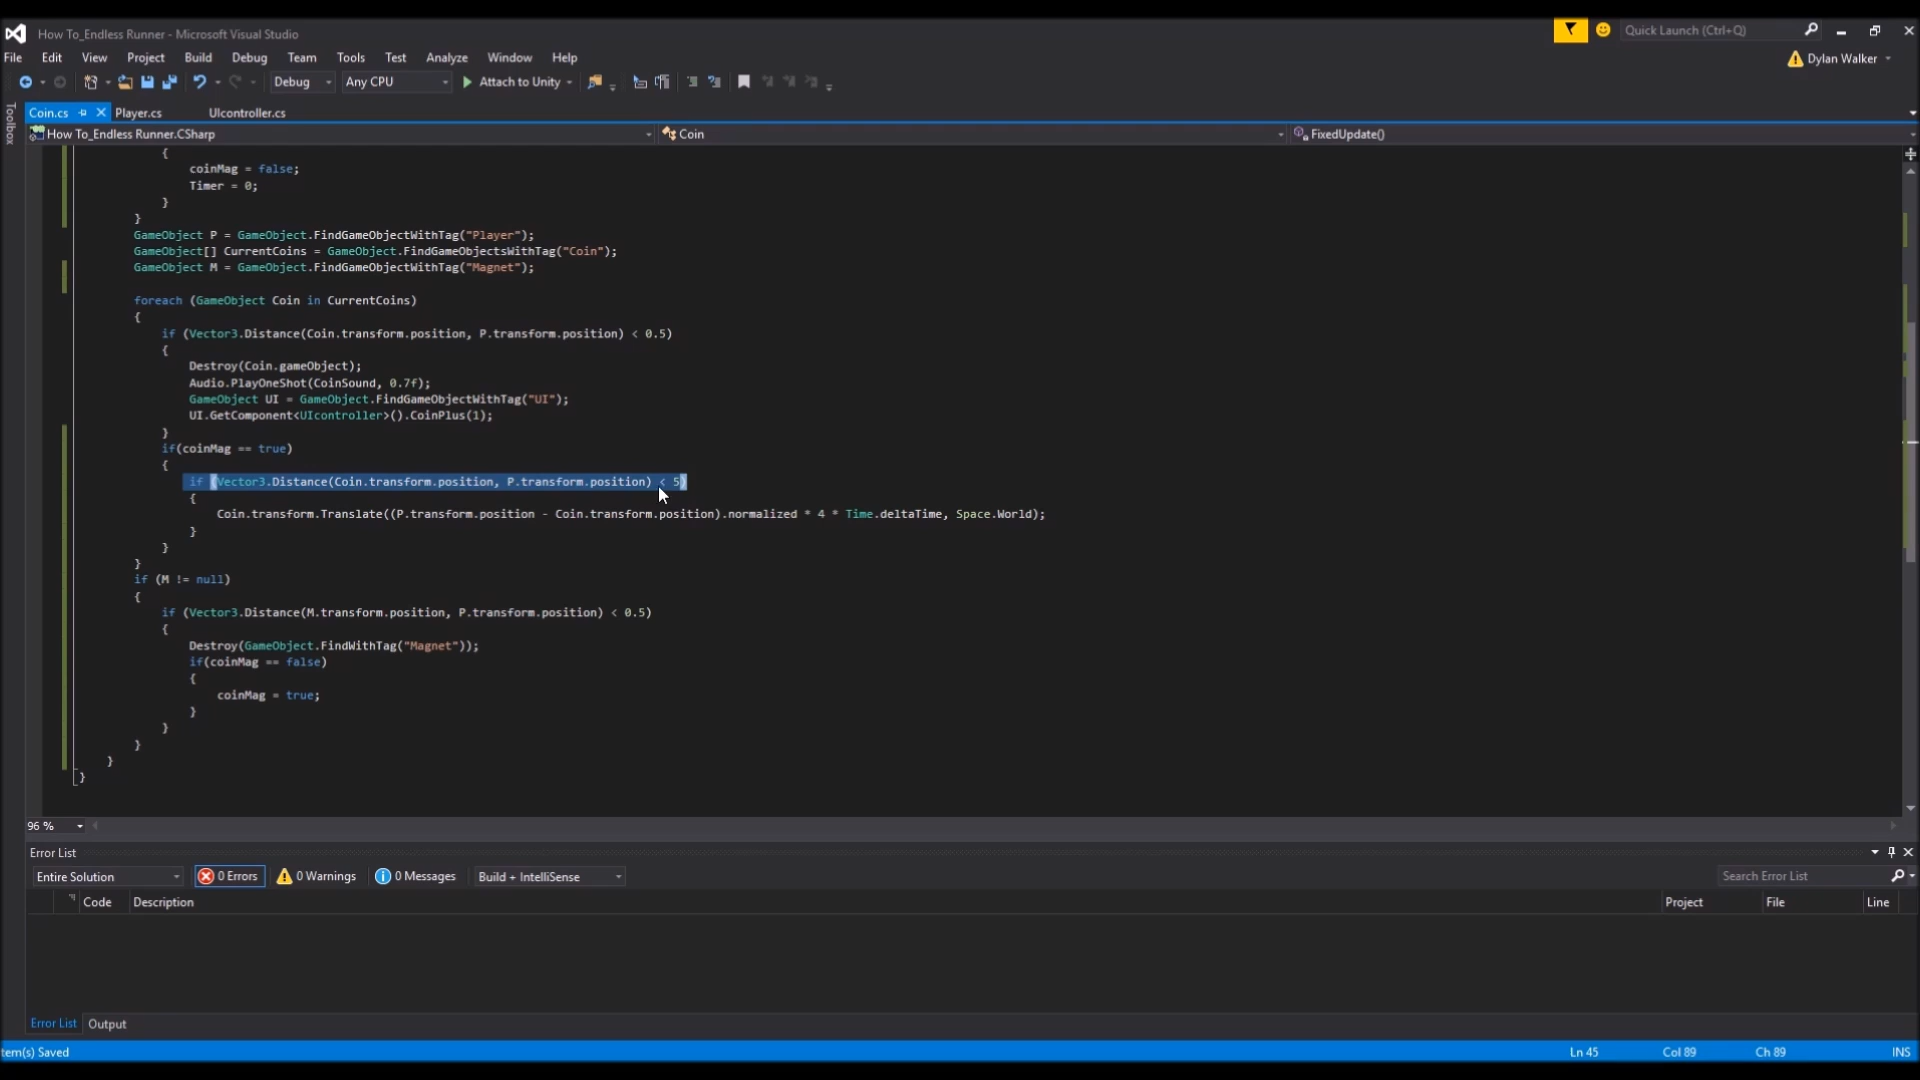 How To_Endless Runner - Microsoft Visual Studio
Quick Launch (Ctrl+Q)
File Edit View Project Build Debug Team Tools Test Analyze Window Help
Dylan Walker
Debug Any CPU Attach to Unity
Toolbox
Coin.cs Player.cs UIcontroller.cs
How To_Endless Runner.CSharp Coin FixedUpdate()
{
coinMag = false;
Timer = 0;
}
}
GameObject P = GameObject.FindGameObjectWithTag("Player");
GameObject[] CurrentCoins = GameObject.FindGameObjectsWithTag("Coin");
GameObject M = GameObject.FindGameObjectWithTag("Magnet");
foreach (GameObject Coin in CurrentCoins)
{
if (Vector3.Distance(Coin.transform.position, P.transform.position) < 0.5)
{
Destroy(Coin.gameObject);
Audio.PlayOneShot(CoinSound, 0.7f);
GameObject UI = GameObject.FindGameObjectWithTag("UI");
UI.GetComponent<UIcontroller>().CoinPlus(1);
}
if(coinMag == true)
{
if (Vector3.Distance(Coin.transform.position, P.transform.position) < 5)
{
Coin.transform.Translate((P.transform.position - Coin.transform.position).normalized * 4 * Time.deltaTime, Space.World);
}
}
}
if (M != null)
{
if (Vector3.Distance(M.transform.position, P.transform.position) < 0.5)
{
Destroy(GameObject.FindWithTag("Magnet"));
if(coinMag == false)
{
coinMag = true;
}
}
}
}
}
96 %
Error List
Entire Solution 0 Errors 0 Warnings 0 Messages Build + IntelliSense Search Error List
Code Description Project File Line
Error List Output
tem(s) Saved Ln 45 Col 89 Ch 89 INS